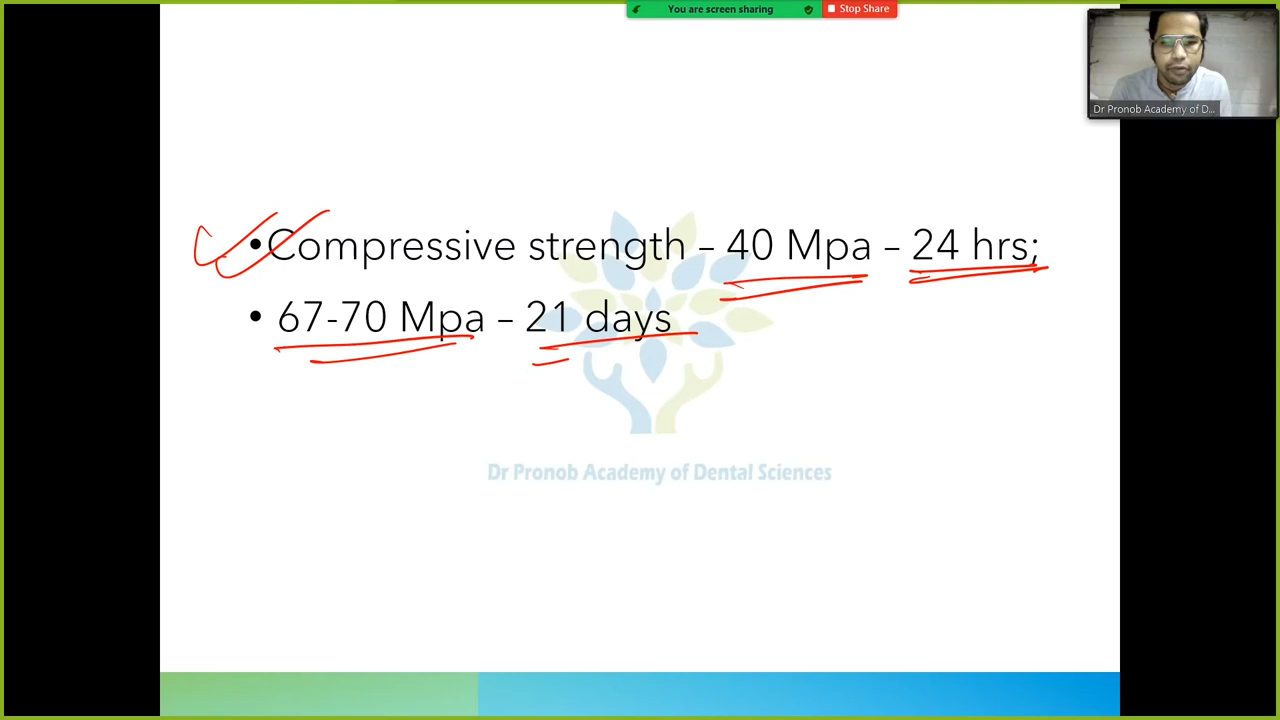 You are screen sharing
Stop Share
Dr Pronob Academy of D...
•Compressive strength – 40 Mpa – 24 hrs;
• 67-70 Mpa – 21 days
Dr Pronob Academy of Dental Sciences